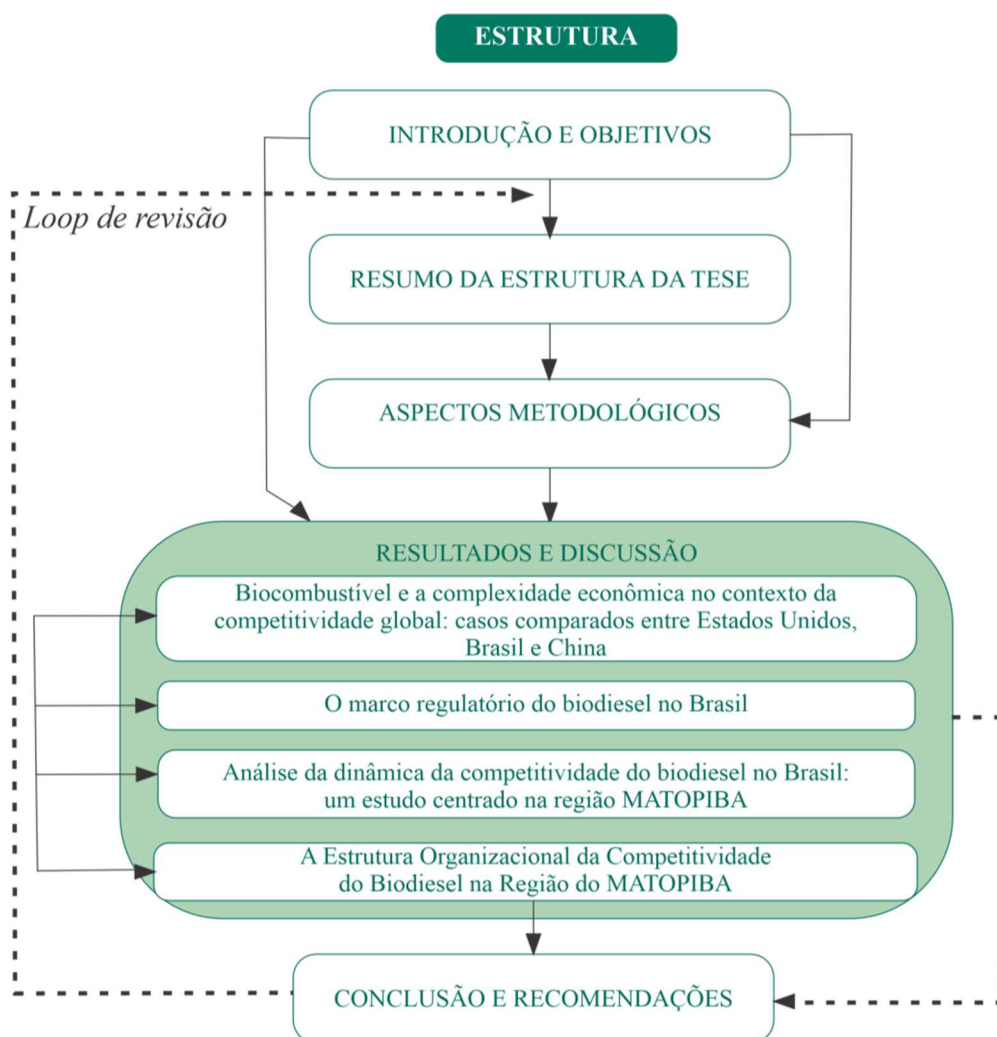 ESTRUTURA
INTRODUÇÃO E OBJETIVOS
Loop de revisão
RESUMO DA ESTRUTURA DA TESE
ASPECTOS METODOLÓGICOS
RESULTADOS E DISCUSSÃO
Biocombustível e a complexidade econômica no contexto da
competitividade global: casos comparados entre Estados Unidos,
Brasil e China
O marco regulatório do biodiesel no Brasil
Análise da dinâmica da competitividade do biodiesel no Brasil:
um estudo centrado na região MATOPIBA
A Estrutura Organizacional da Competitividade
do Biodiesel na Região do MATOPIBA
CONCLUSÃO E RECOMENDAÇÕES